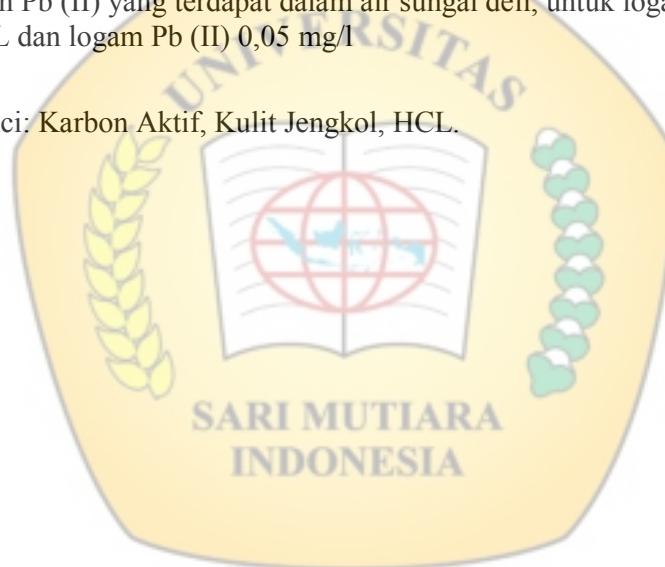 Pb (II) yang terdapat dalam air sungai deli, untuk loga
dan logam Pb (II) 0,05 mg/l
ci: Karbon Aktif, Kulit Jengkol, HCL.
UNIVERSITAS
SARI MUTIARA
INDONESIA